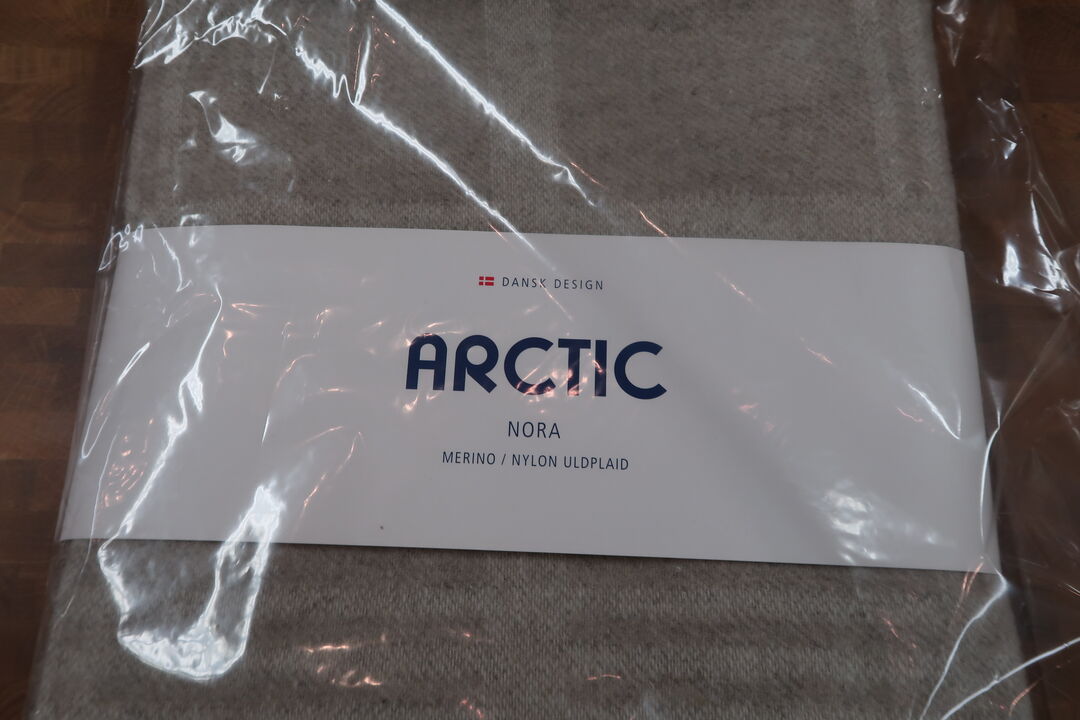 DANSK DESIGN
ARCTIC
NORA
MERINO / NYLON ULDPLAID